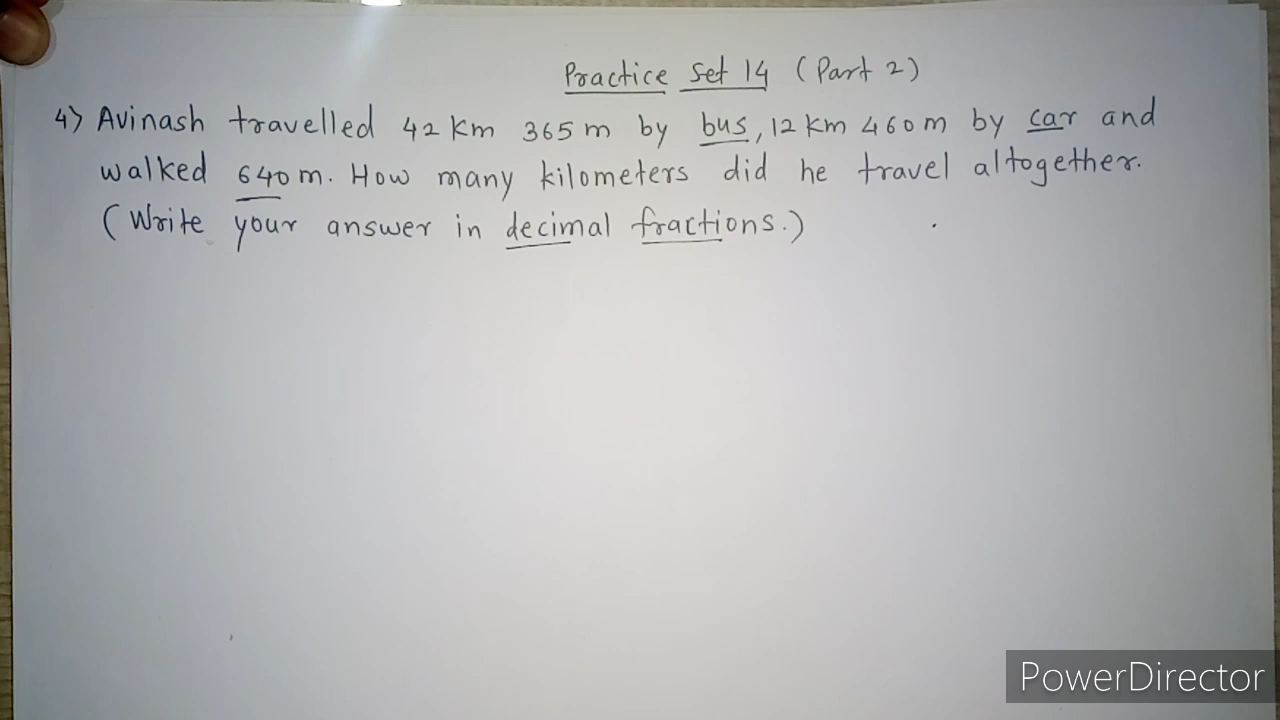 Practice Set 14 (Part 2)
4) Avinash travelled 42 Km 365 m by bus, 12 Km 460 m by car and
walked 640 m. How many kilometers did he travel altogether.
(Write your answer in decimal fractions.)
PowerDirector